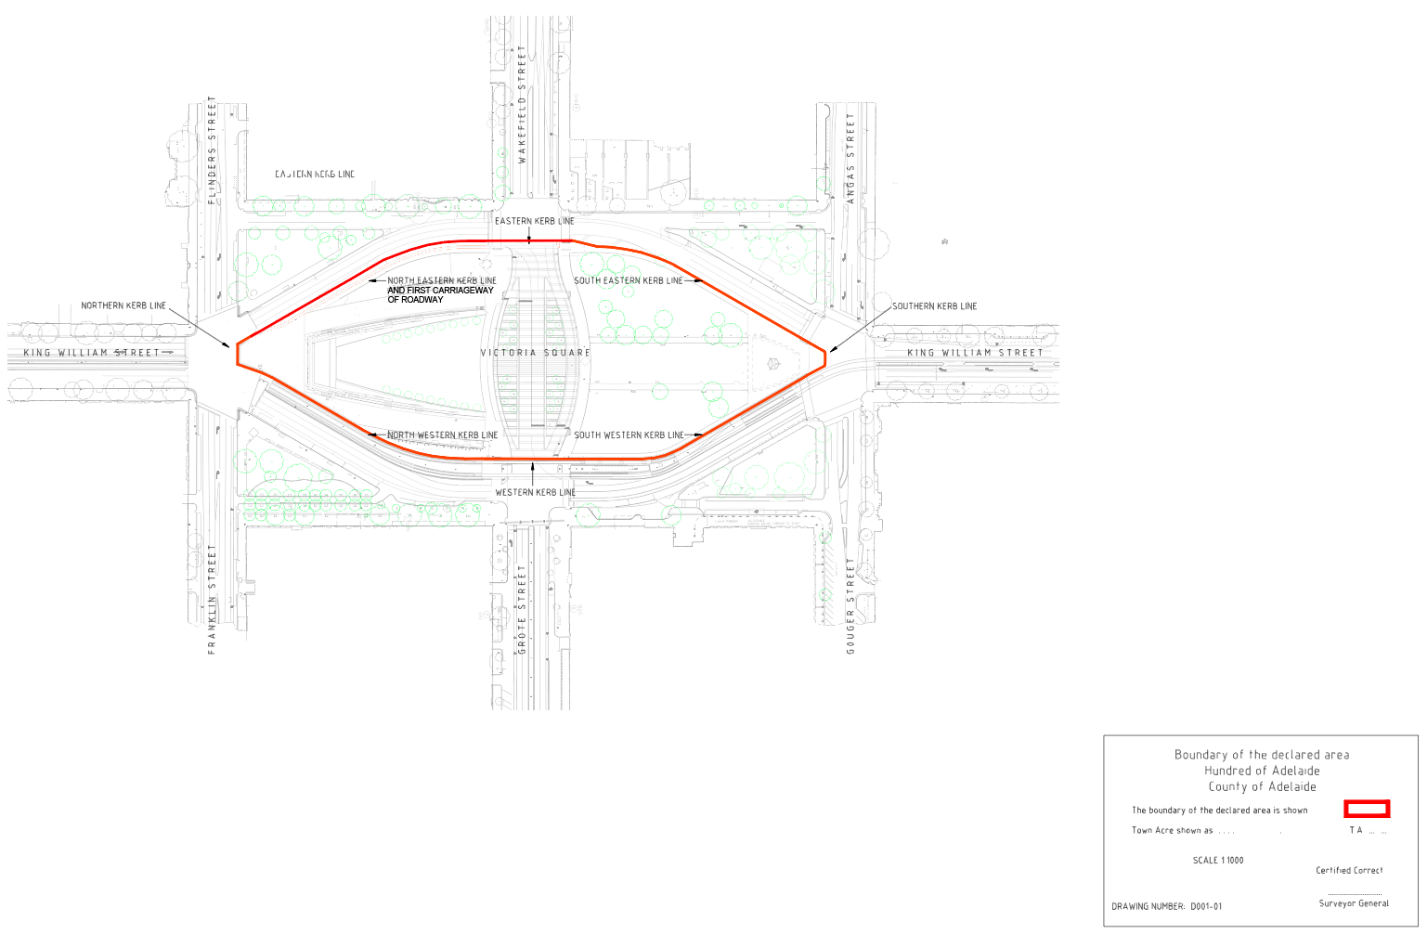 WAKEFIELD STREET
FLINDERS STREET
ANGAS STREET
LINE
EASTERN KERB LINE
NORTH EASTERN KERB LINE
AND FIRST CARRIAGEWAY
OF ROADWAY
SOUTH EASTERN KERB LINE
NORTHERN KERB LINE
SOUTHERN KERB LINE
KING WILLIAM STREET
VICTORIA SQUARE
KING WILLIAM STREET
NORTH WESTERN KERB LINE
SOUTH WESTERN KERB LINE
WESTERN KERB LINE
FRANKLIN STREET
GROTE STREET
GOUGER STREET
Boundary of the declared area
Hundred of Adelaide
County of Adelaide
The boundary of the declared area is shown
Town Acre shown as . . . . T A ... ...
SCALE 1:1000
Certified Correct
Surveyor General
DRAWING NUMBER: D001-01